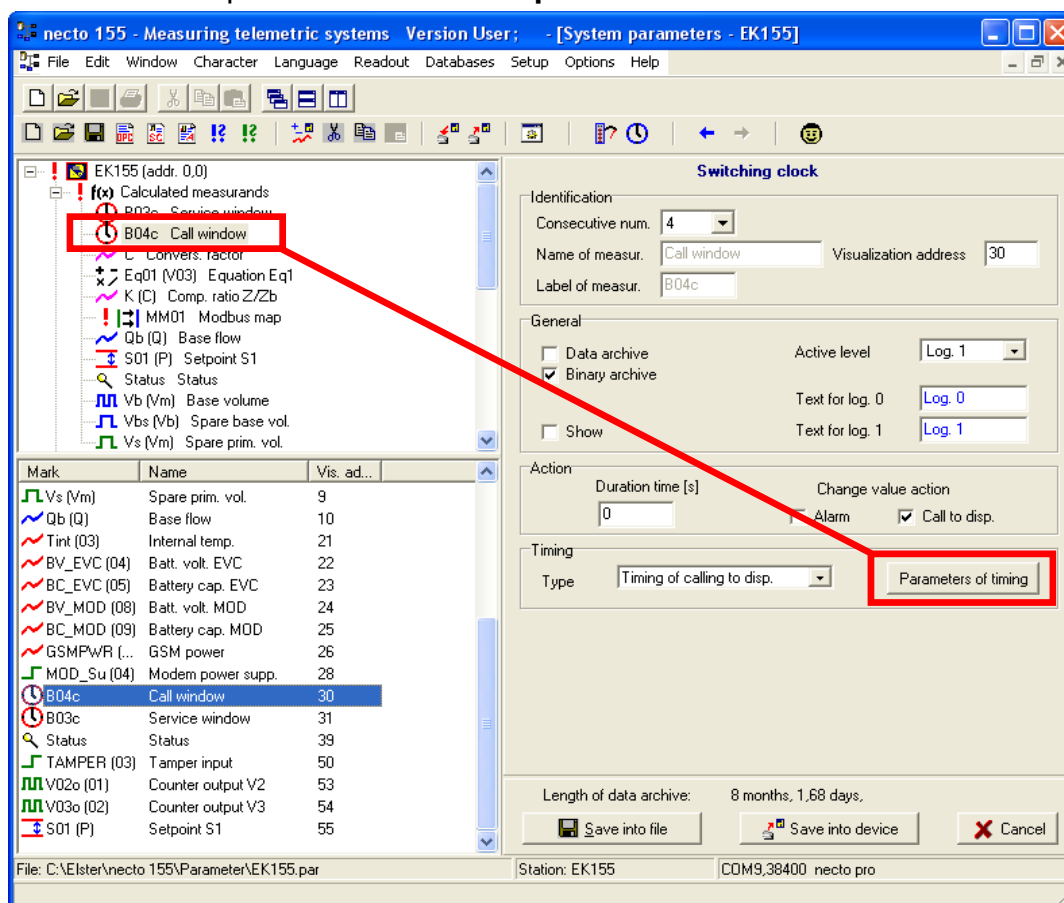 necto 155 - Measuring telemetric systems Version User; - [System parameters - EK155]
File Edit Window Character Language Readout Databases Setup Options Help
EK155 (addr. 0,0)
f(x) Calculated measurands
B03c Service window
B04c Call window
C Convers. factor
Eq01 (V03) Equation Eq1
K (C) Comp. ratio Z/Zb
MM01 Modbus map
Qb (Q) Base flow
S01 (P) Setpoint S1
Status Status
Vb (Vm) Base volume
Vbs (Vb) Spare base vol.
Vs (Vm) Spare prim. vol.
Mark Name Vis. ad...
Vs (Vm) Spare prim. vol. 9
Qb (Q) Base flow 10
Tint (03) Internal temp. 21
BV_EVC (04) Batt. volt. EVC 22
BC_EVC (05) Battery cap. EVC 23
BV_MOD (08) Batt. volt. MOD 24
BC_MOD (09) Battery cap. MOD 25
GSMPWR (... GSM power 26
MOD_Su (04) Modem power supp. 28
B04c Call window 30
B03c Service window 31
Status Status 39
TAMPER (03) Tamper input 50
V02o (01) Counter output V2 53
V03o (02) Counter output V3 54
S01 (P) Setpoint S1 55
Switching clock
Identification
Consecutive num. 4
Name of measur. Call window Visualization address 30
Label of measur. B04c
General
Data archive Active level Log. 1
Binary archive
Text for log. 0 Log. 0
Show Text for log. 1 Log. 1
Action
Duration time [s] Change value action
0 Alarm Call to disp.
Timing
Type Timing of calling to disp. Parameters of timing
Length of data archive: 8 months, 1,68 days,
Save into file Save into device Cancel
File: C:\Elster\necto 155\Parameter\EK155.par Station: EK155 COM9,38400 necto pro